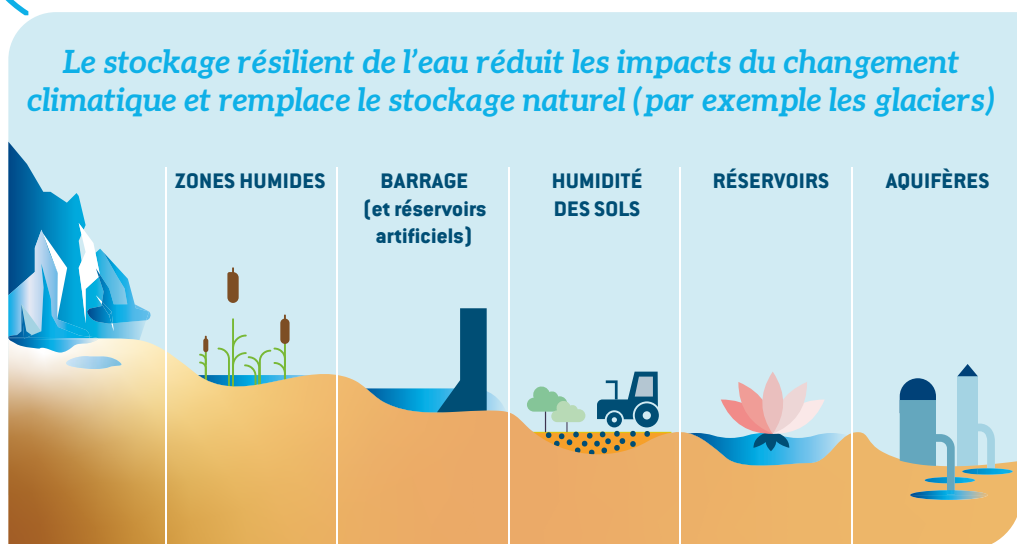 Le stockage résilient de l’eau réduit les impacts du changement
climatique et remplace le stockage naturel (par exemple les glaciers)
ZONES HUMIDES
BARRAGE
(et réservoirs
artificiels)
HUMIDITÉ
DES SOLS
RÉSERVOIRS
AQUIFÈRES